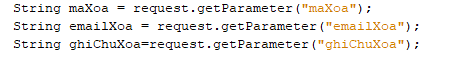 String maXoa = request.getParameter("maXoa");
String emailXoa = request.getParameter("emailXoa");
String ghiChuXoa=request.getParameter("ghiChuXoa");